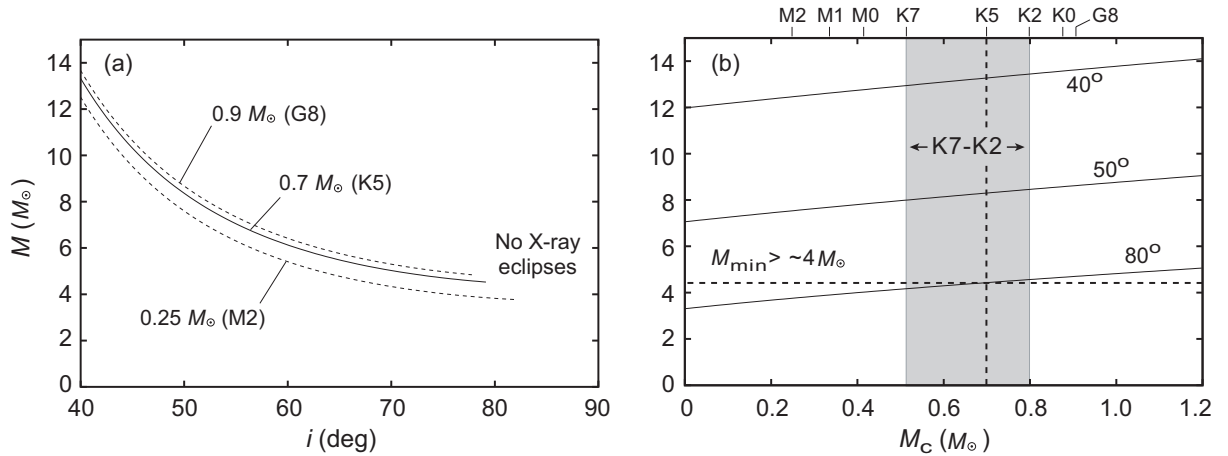 (a)
0.9 M⊙ (G8)
0.7 M⊙ (K5)
0.25 M⊙ (M2)
No X-ray
eclipses
14
12
10
8
6
4
2
0
M (M⊙)
40 50 60 70 80 90
i (deg)
M2 M1 M0 K7 K5 K2 K0 G8
(b)
40°
K7-K2
50°
Mmin > ~4 M⊙
80°
14
12
10
8
6
4
2
0
0 0.2 0.4 0.6 0.8 1.0 1.2
Mc (M⊙)